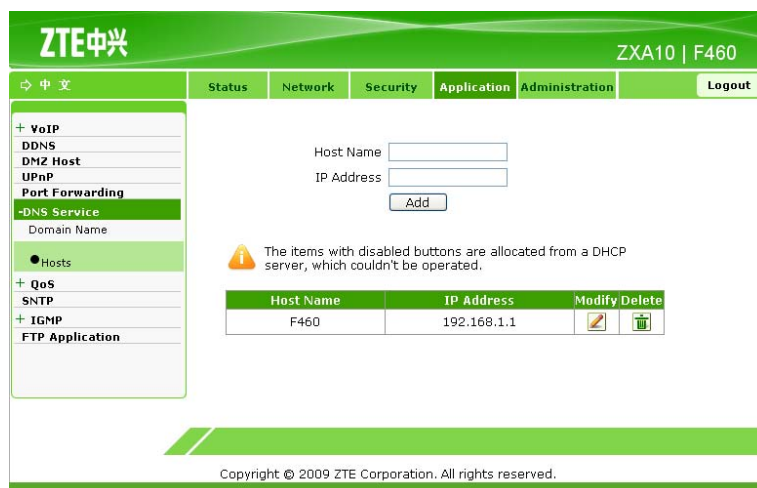 ZTE中兴
ZXA10 | F460
中文
Status Network Security Application Administration Logout
+ VoIP
DDNS
DMZ Host
UPnP
Port Forwarding
-DNS Service
Domain Name
Hosts
+ QoS
SNTP
+ IGMP
FTP Application
Host Name
IP Address
Add
The items with disabled buttons are allocated from a DHCP
server, which couldn't be operated.
Host Name IP Address Modify Delete
F460 192.168.1.1
Copyright © 2009 ZTE Corporation. All rights reserved.